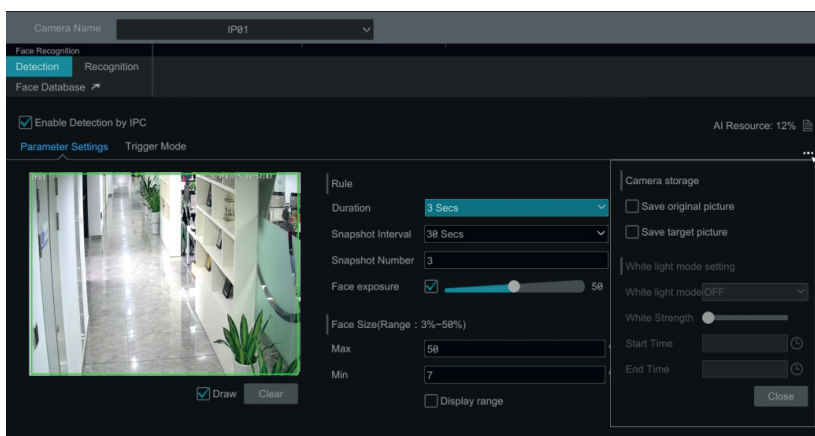 Camera Name IP01
Face Recognition
Detection Recognition
Face Database
Enable Detection by IPC
AI Resource: 12%
Parameter Settings Trigger Mode
...
IP01
Rule
Duration 3 Secs
Snapshot Interval 30 Secs
Snapshot Number 3
Face exposure 50
Face Size(Range : 3%~50%)
Max 50
Min 7
Display range
Draw Clear
Camera storage
Save original picture
Save target picture
White light mode setting
White light mode OFF
White Strength
Start Time
End Time
Close